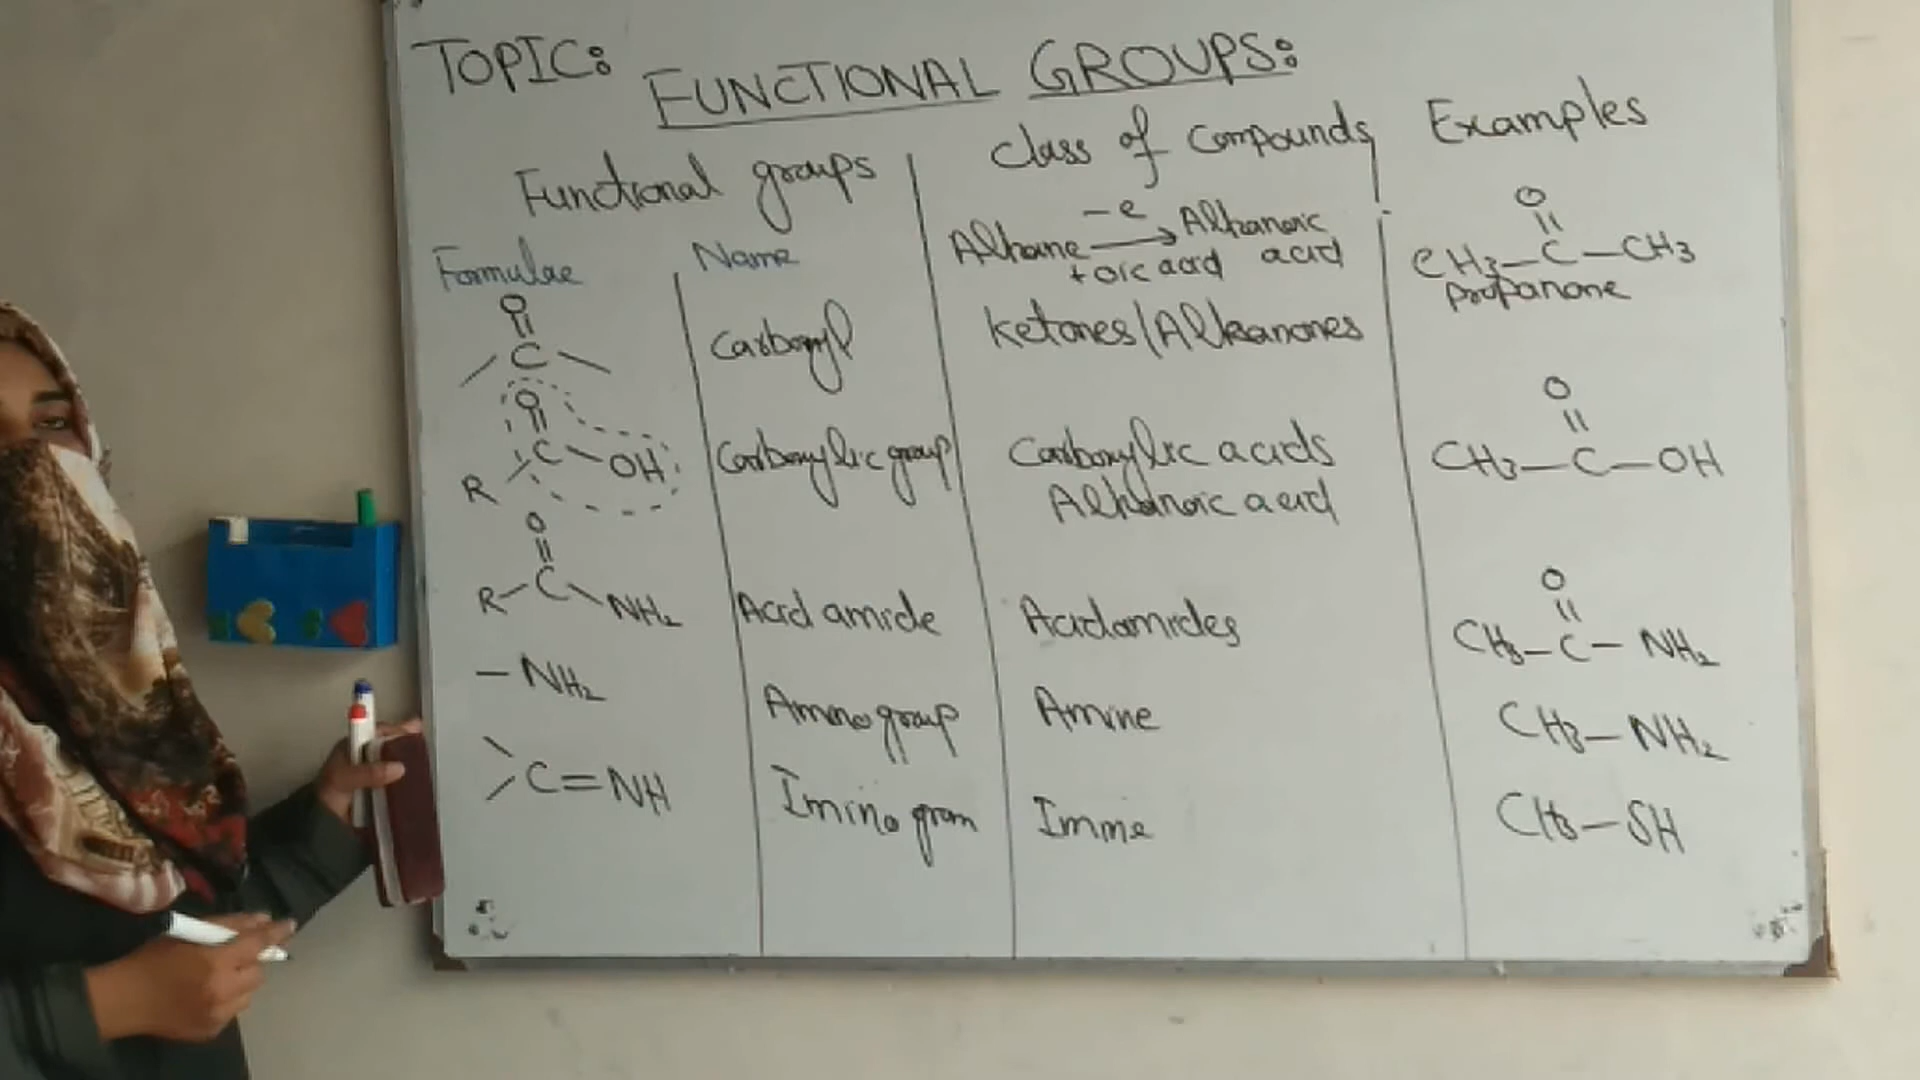 TOPIC:
FUNCTIONAL GROUPS:
Functional groups
Class of Compounds
Examples
Formulae
Name
Alkane —e→ Alkanoic
+ oic acid acid
O
||
CH3—C—CH3
Propanone
O
||
C
Carbonyl
Ketones/Alkanones
O
||
R C OH
Carboxylic group
Carboxylic acids
Alkanoic acid
O
||
CH3—C—OH
O
||
R—C NH2
Acid amide
Acidamides
O
||
CH3—C—NH2
—NH2
Amino group
Amine
CH3—NH2
C=NH
Imino
Imine
CH3—SH